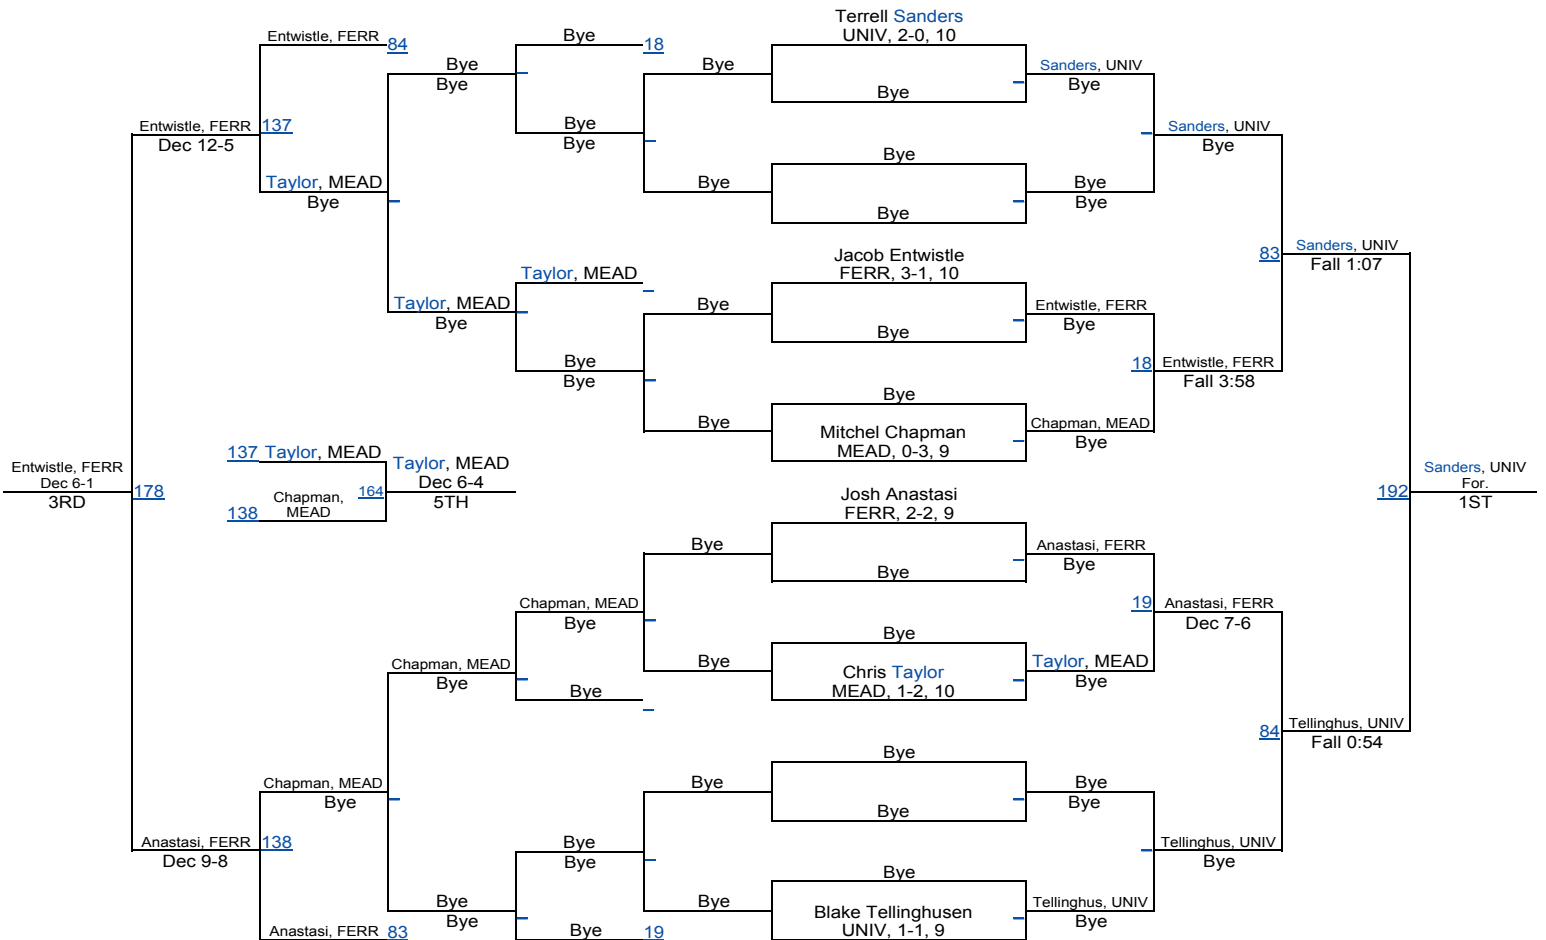 Terrell Sanders
UNIV, 2-0, 10
Entwistle, FERR 84
Bye 18
Bye
Bye
Bye
Bye
Sanders, UNIV
Bye
Bye
Bye
Bye
Entwistle, FERR 137
Dec 12-5
Sanders, UNIV
Bye
Bye
Taylor, MEAD
Bye
Bye
Bye
Bye
Bye
Jacob Entwistle
FERR, 3-1, 10
83 Sanders, UNIV
Fall 1:07
Taylor, MEAD
Taylor, MEAD
Bye
Bye
Bye
Entwistle, FERR
Bye
Bye
Bye
18 Entwistle, FERR
Fall 3:58
Bye
Bye
Mitchel Chapman
MEAD, 0-3, 9
Chapman, MEAD
Bye
137 Taylor, MEAD
Taylor, MEAD
Dec 6-4
5TH
Chapman,
MEAD
164
138
Entwistle, FERR
Dec 6-1
3RD
178
192
Sanders, UNIV
For.
1ST
Josh Anastasi
FERR, 2-2, 9
Bye
Bye
Anastasi, FERR
Bye
Chapman, MEAD
Bye
19 Anastasi, FERR
Dec 7-6
Bye
Chapman, MEAD
Bye
Bye
Bye
Chris Taylor
MEAD, 1-2, 10
Taylor, MEAD
Bye
84 Tellinghus, UNIV
Fall 0:54
Bye
Chapman, MEAD
Bye
Bye
Bye
Bye
Bye
Anastasi, FERR 138
Dec 9-8
Bye
Bye
Tellinghus, UNIV
Bye
Bye
Bye
Bye
Bye
Blake Tellinghusen
UNIV, 1-1, 9
Tellinghus, UNIV
Bye
Anastasi, FERR 83
Bye 19